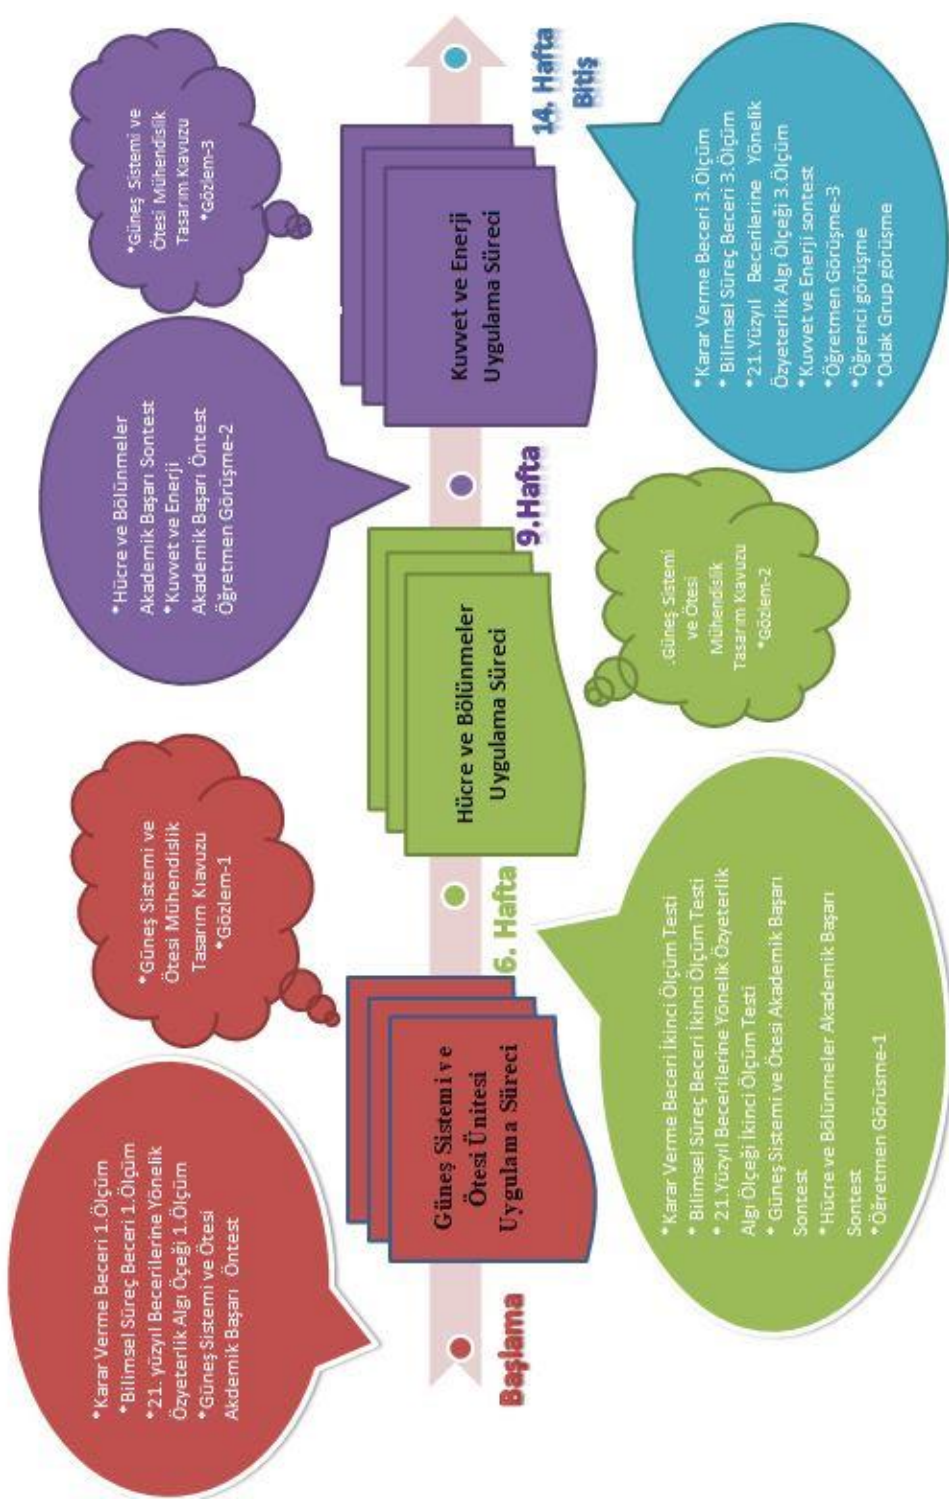 *Karar Verme Beceri 1.Ölçüm
*Bilimsel Süreç Beceri 1.Ölçüm
*21. yüzyıl Becerilerine Yönelik
Özyeterlik Algı Öçeği 1.Ölçüm
*Güneş Sistemi ve Ötesi
Akdemik Başarı Öntest
*Güneş Sistemi ve
Ötesi Mühendislik
Tasarım Kıavuzu
*Gözlem-1
*Hücre ve Bölünmeler
Akademik Başarı Sontest
*Kuvvet ve Enerji
Akademik Başarı Öntest
Öğretmen Görüşme-2
*Güneş Sistemi ve
Ötesi Mühendislik
Tasarım Kıavuzu
*Gözlem-3
Güneş Sistemi ve
Ötesi Ünitesi
Uygulama Süreci
Hücre ve Bölünmeler
Uygulama Süreci
Kuvvet ve Enerji
Uygulama Süreci
Başlama
6. Hafta
9.Hafta
14. Hafta
Bitiş
*Karar Verme Beceri İkinci Ölçüm Testi
* Bilimsel Süreç Beceri İkinci Ölçüm Testi
* 21.Yüzyıl Becerilerine Yönelik Özyeterlik
Algı Ölçeği İkinci Ölçüm Testi
* Güneş Sistemi ve Ötesi Akademik Başarı
Sontest
*Hücre ve Bölünmeler Akademik Başarı
Sontest
*Öğretmen Görüsme-1
.Güneş Sistemi
ve Ötesi
Mühendislik
Tasarım Kıavuzu
*Gözlem-2
*Karar Verme Beceri 3.Ölçüm
* Bilimsel Süreç Beceri 3.Ölçüm
*21.Yüzyıl Becerilerine Yönelik
Özyeterlik Algı Ölçeği 3.Ölçüm
*Kuvvet ve Enerji sontest
*Öğretmen Görüşme-3
*Öğrenci görüşme
*Odak Grup görüşme